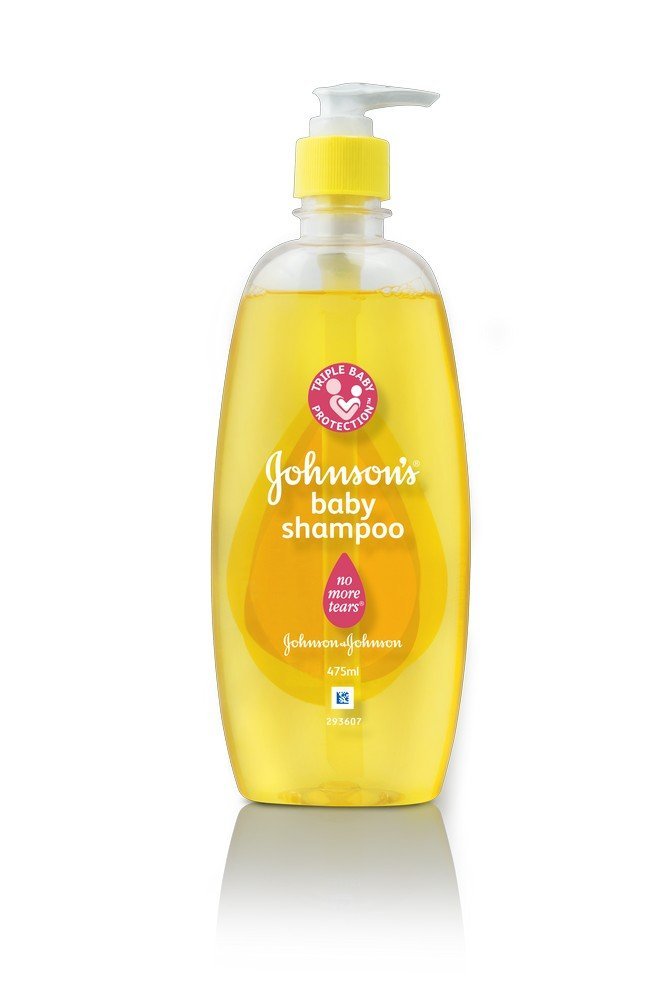 TRIPLE BABY
PROTECTION™
Johnson's®
baby
shampoo
no
more
tears®
Johnson & Johnson
475ml
293607